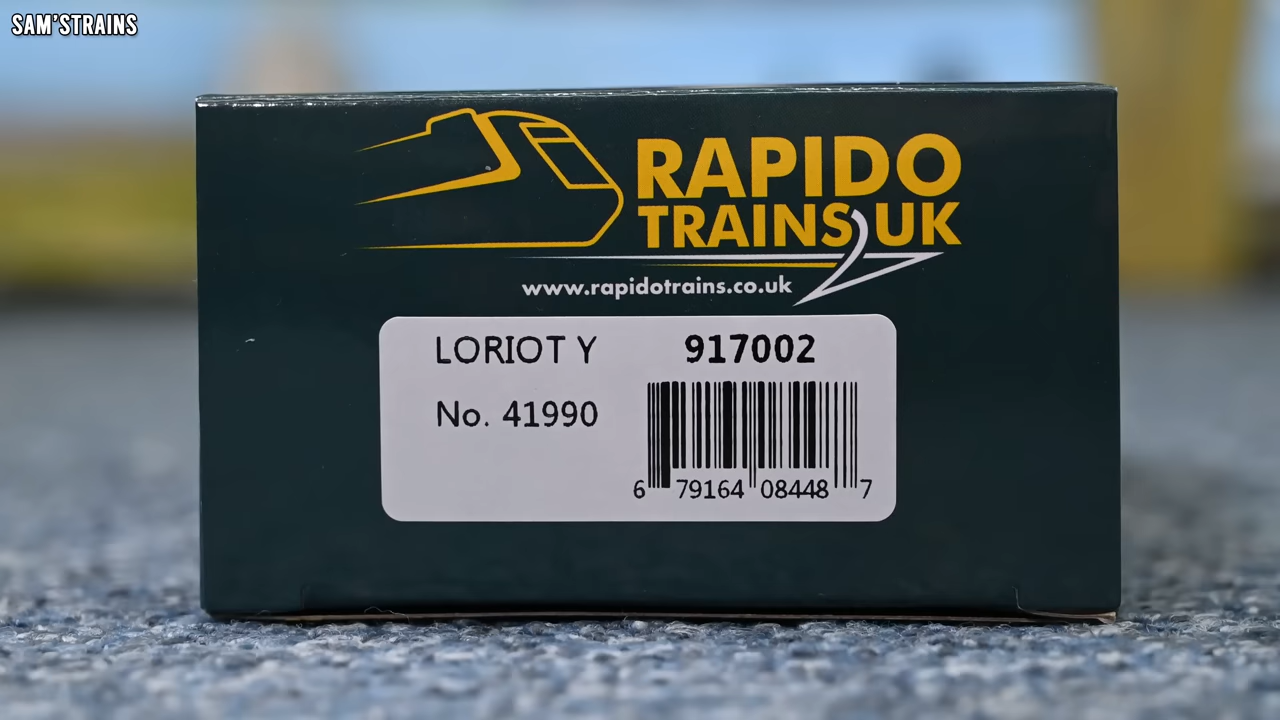 SAM'STRAINS
RAPIDO
TRAINS UK
www.rapidotrains.co.uk
LORIOT Y 917002
No. 41990
6 79164 08448 7